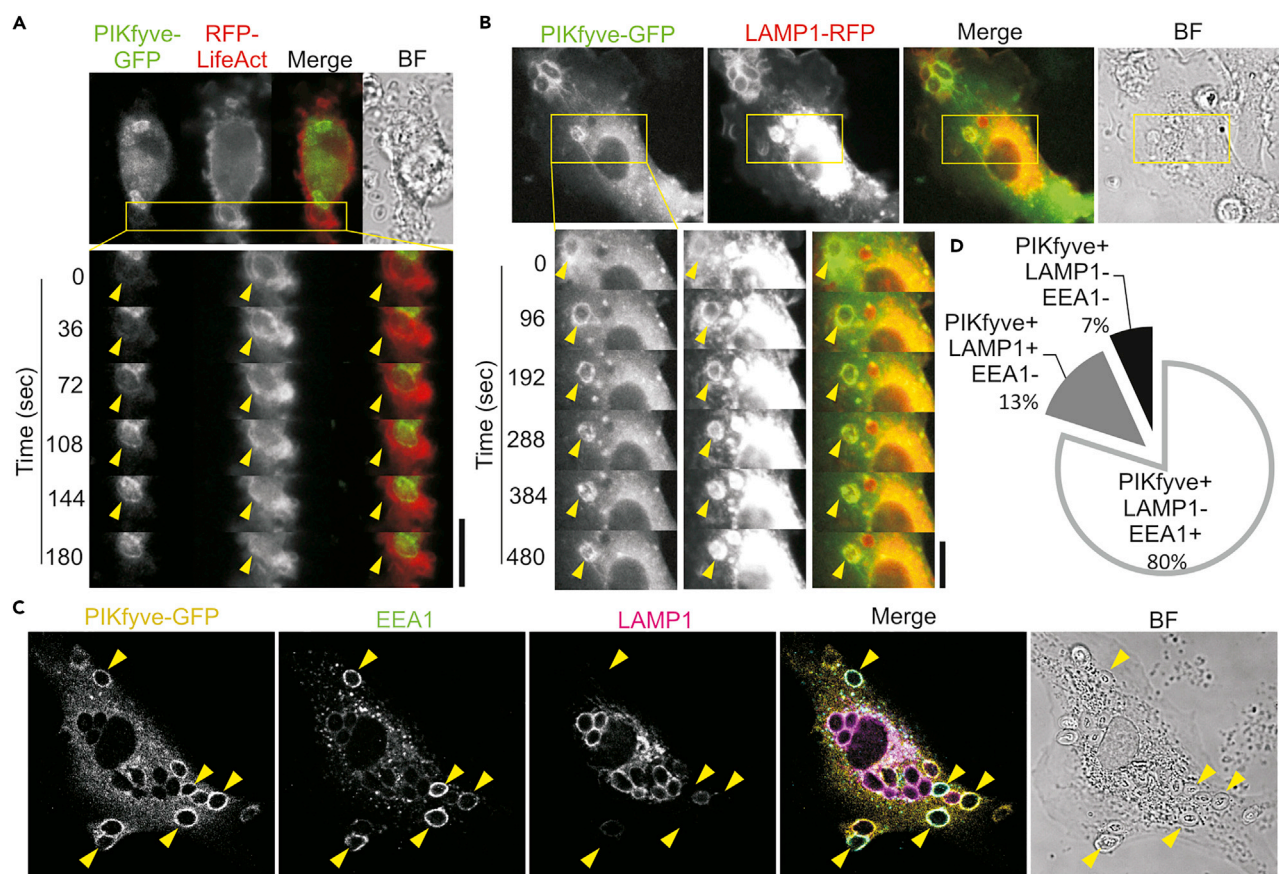 A
PIKfyve-
GFP
RFP-
LifeAct
Merge
BF
Time (sec)
0
36
72
108
144
180
B
PIKfyve-GFP
LAMP1-RFP
Merge
BF
Time (sec)
0
96
192
288
384
480
D
PIKfyve+
LAMP1-
EEA1-
7%
PIKfyve+
LAMP1+
EEA1-
13%
PIKfyve+
LAMP1-
EEA1+
80%
C
PIKfyve-GFP
EEA1
LAMP1
Merge
BF